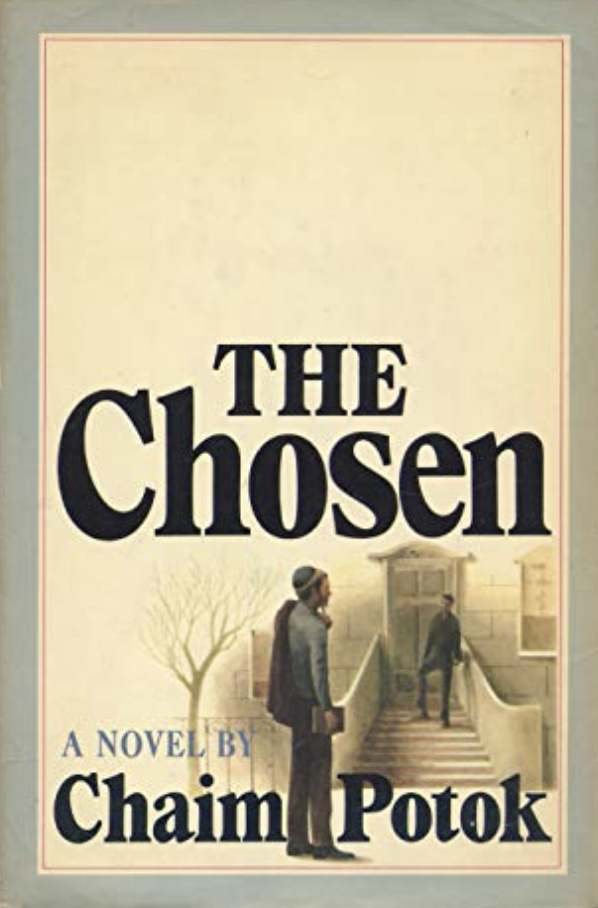 THE
Chosen
A NOVEL BY
Chaim Potok